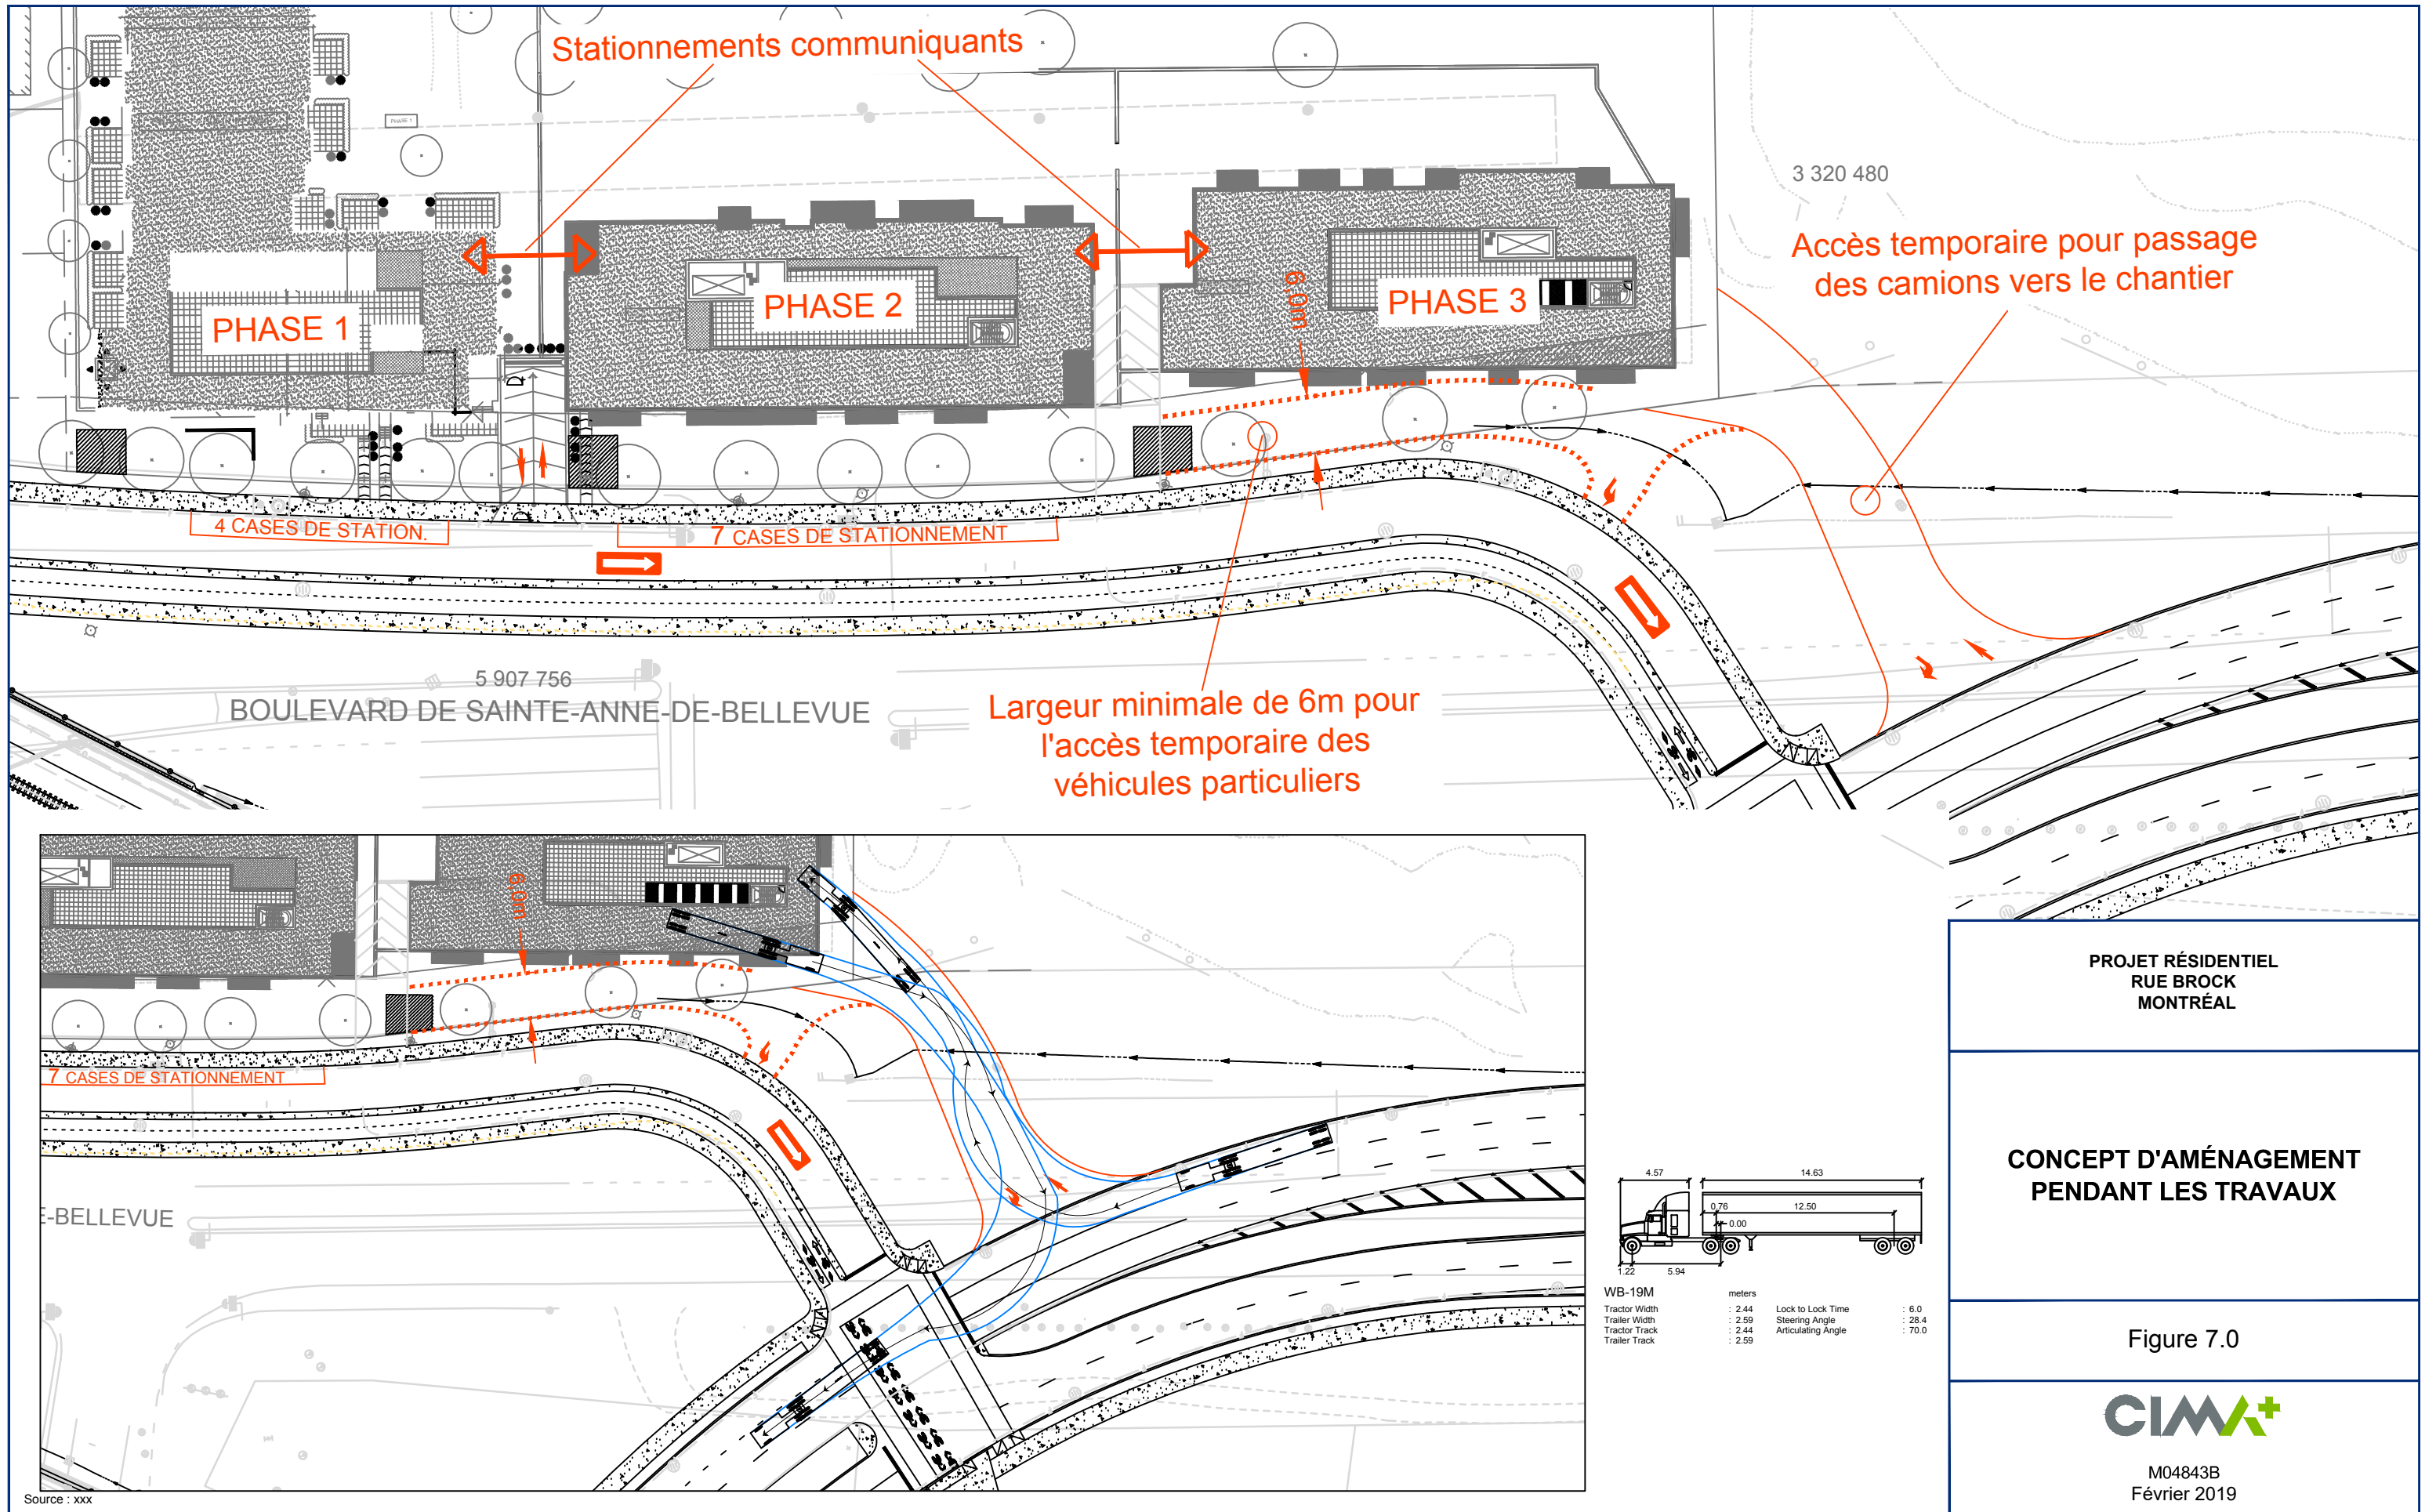 Stationnements communiquants
PHASE 1
3 320 480
Accès temporaire pour passage
des camions vers le chantier
6.0m
PHASE 1
PHASE 2
PHASE 3
4 CASES DE STATION.
7 CASES DE STATIONNEMENT
5 907 756
BOULEVARD DE SAINTE-ANNE-DE-BELLEVUE
Largeur minimale de 6m pour
l'accès temporaire des
véhicules particuliers
6.0m
7 CASES DE STATIONNEMENT
E-BELLEVUE
4.57 14.63
0.76 12.50
0.00
1.22 5.94
WB-19M meters
Tractor Width : 2.44 Lock to Lock Time : 6.0
Trailer Width : 2.59 Steering Angle : 28.4
Tractor Track : 2.44 Articulating Angle : 70.0
Trailer Track : 2.59
PROJET RÉSIDENTIEL
RUE BROCK
MONTRÉAL
CONCEPT D'AMÉNAGEMENT
PENDANT LES TRAVAUX
Figure 7.0
CIMA+
M04843B
Février 2019
Source : xxx